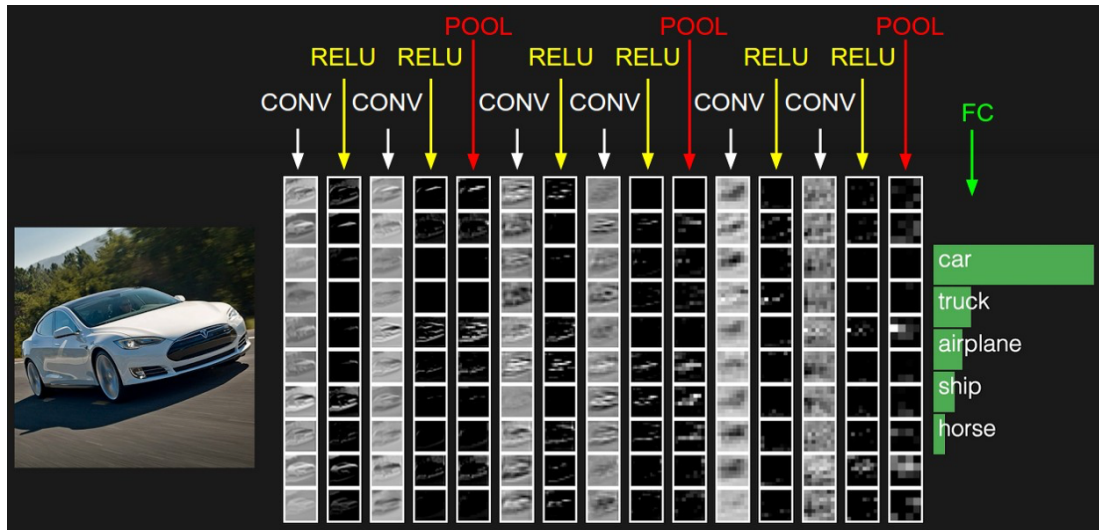 POOL POOL POOL
RELU RELU RELU RELU RELU RELU
CONV CONV CONV CONV CONV CONV
FC
car
truck
airplane
ship
horse